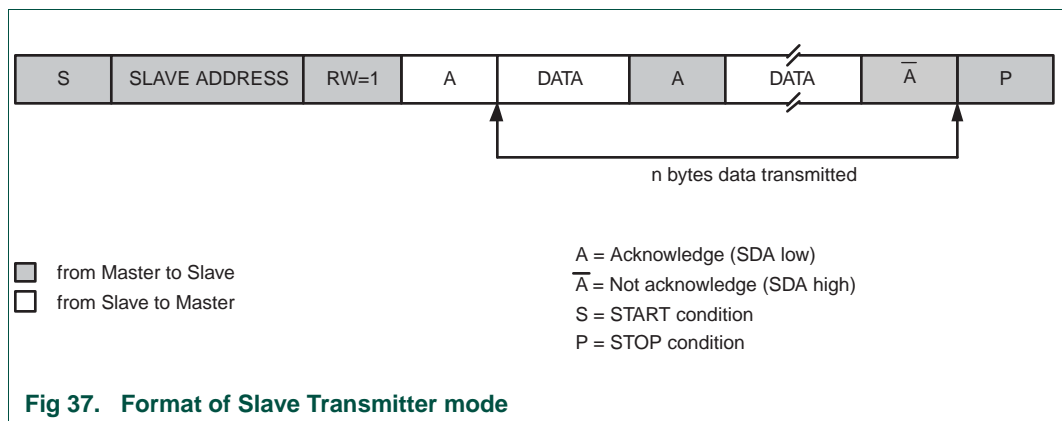 S SLAVE ADDRESS RW=1 A DATA A DATA A̅ P
n bytes data transmitted
from Master to Slave
from Slave to Master
A = Acknowledge (SDA low)
A̅ = Not acknowledge (SDA high)
S = START condition
P = STOP condition
Fig 37. Format of Slave Transmitter mode